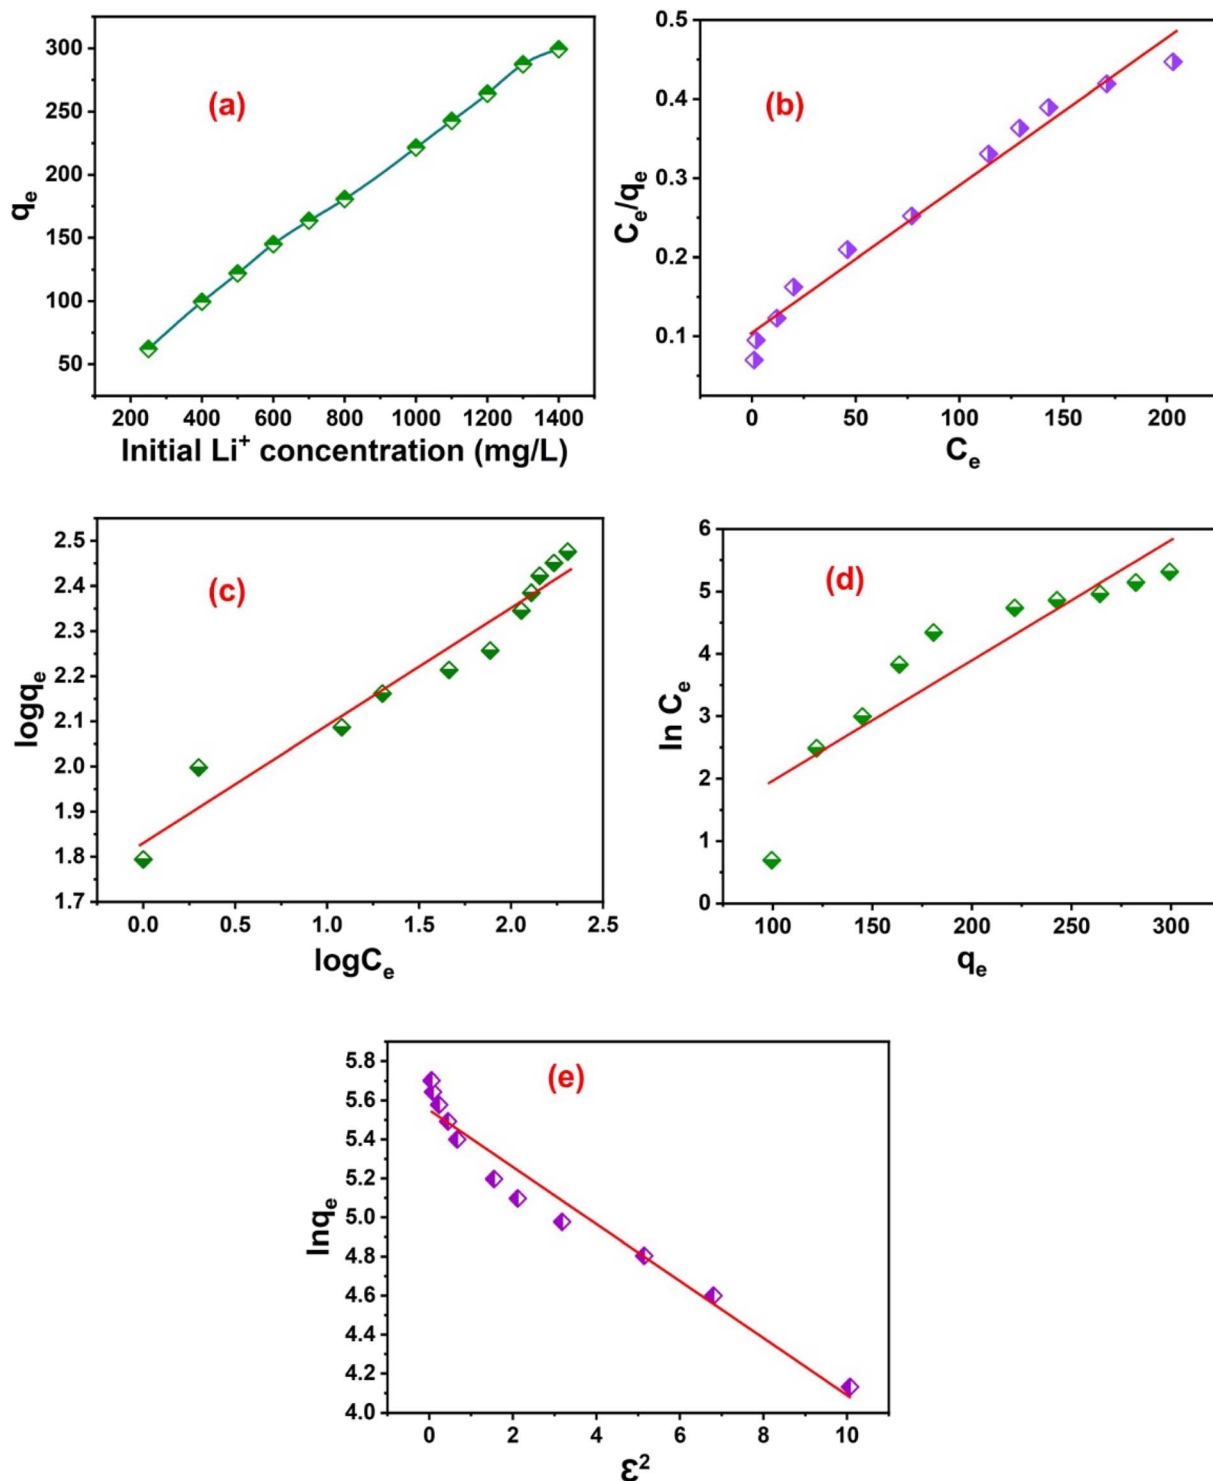 (a)
300
250
200
150
100
50
qe
200 400 600 800 1000 1200 1400
Initial Li+ concentration (mg/L)
(b)
0.5
0.4
0.3
0.2
0.1
Ce/qe
0 50 100 150 200
Ce
(c)
2.5
2.4
2.3
2.2
2.1
2.0
1.9
1.8
1.7
logqe
0.0 0.5 1.0 1.5 2.0 2.5
logCe
(d)
6
5
4
3
2
1
0
ln Ce
100 150 200 250 300
qe
(e)
5.8
5.6
5.4
5.2
5.0
4.8
4.6
4.4
4.2
4.0
lnqe
0 2 4 6 8 10
ε²